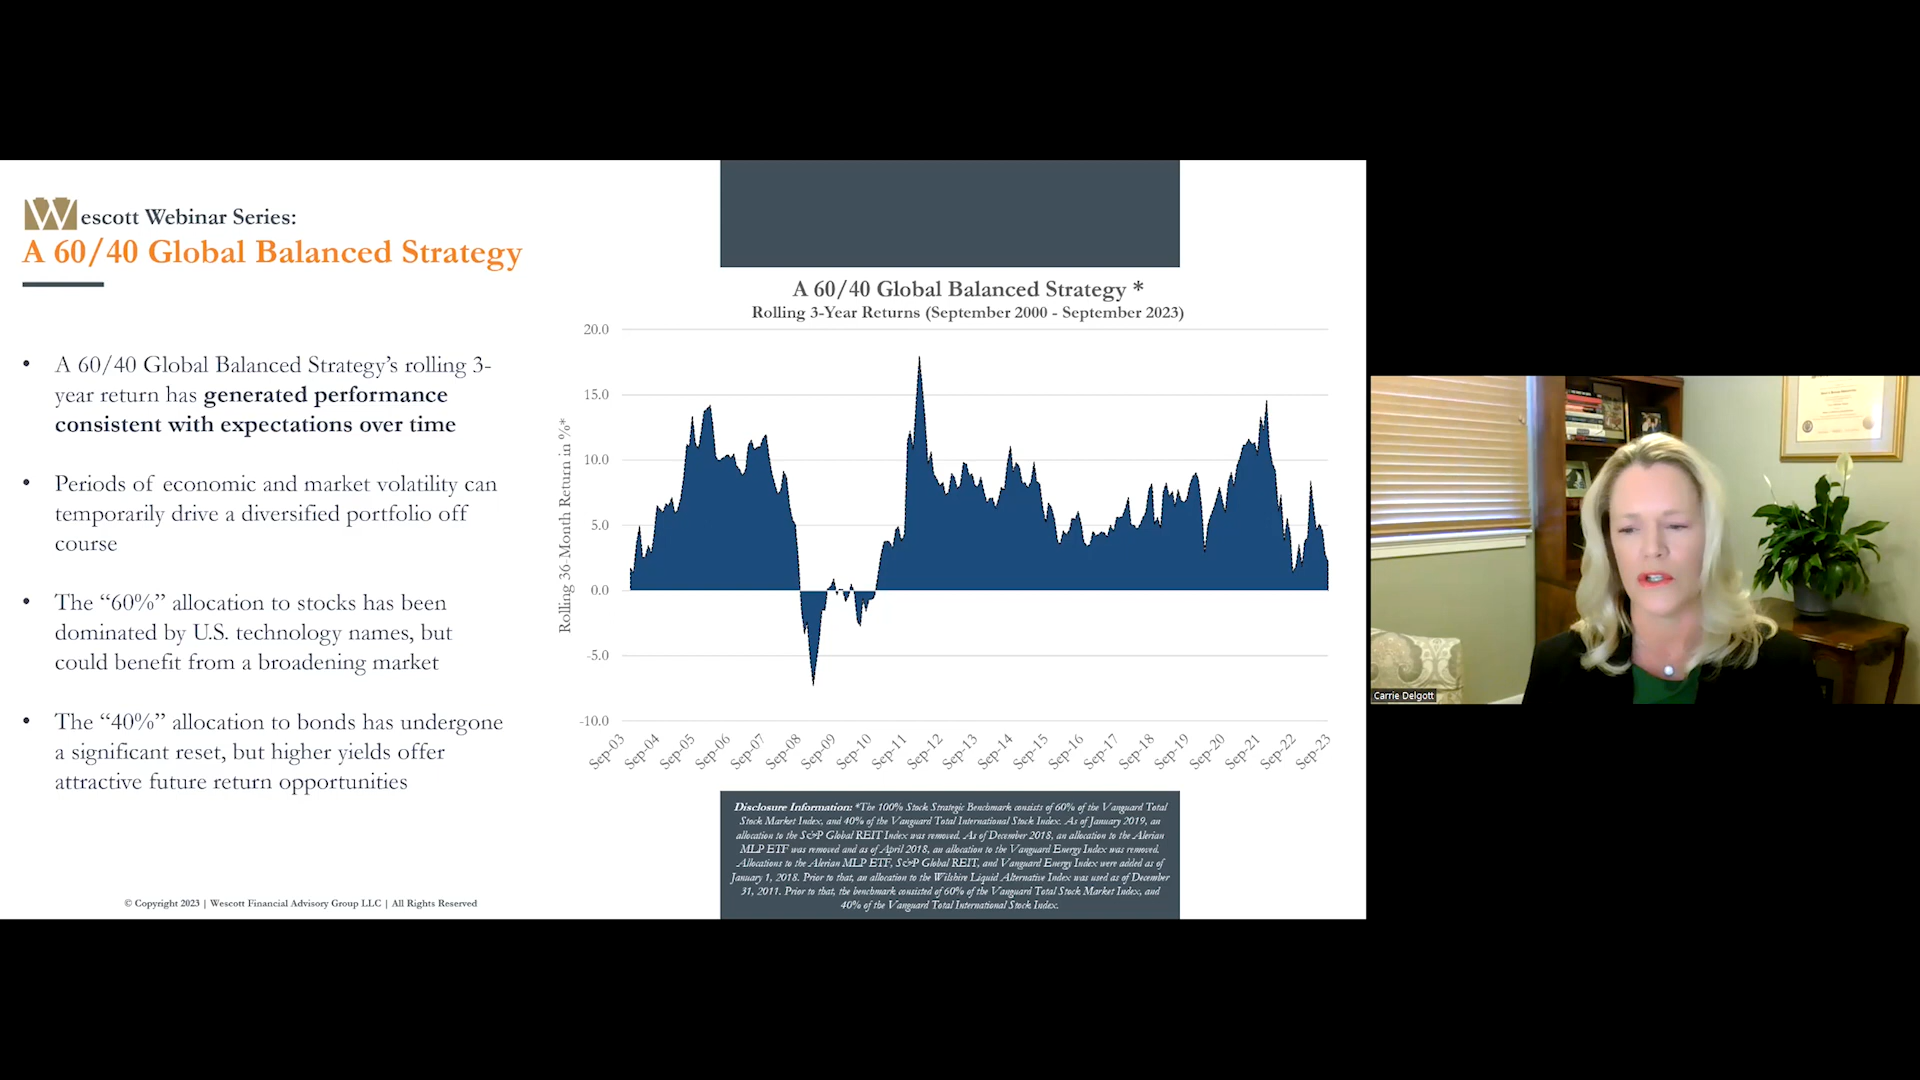 Wescott Webinar Series:
A 60/40 Global Balanced Strategy
• A 60/40 Global Balanced Strategy’s rolling 3-
year return has generated performance
consistent with expectations over time
• Periods of economic and market volatility can
temporarily drive a diversified portfolio off
course
• The “60%” allocation to stocks has been
dominated by U.S. technology names, but
could benefit from a broadening market
• The “40%” allocation to bonds has undergone
a significant reset, but higher yields offer
attractive future return opportunities
© Copyright 2023 | Wescott Financial Advisory Group LLC | All Rights Reserved
A 60/40 Global Balanced Strategy *
Rolling 3-Year Returns (September 2000 - September 2023)
Rolling 36-Month Return in %*
20.0
15.0
10.0
5.0
0.0
-5.0
-10.0
Sep-03
Sep-04
Sep-05
Sep-06
Sep-07
Sep-08
Sep-09
Sep-10
Sep-11
Sep-12
Sep-13
Sep-14
Sep-15
Sep-16
Sep-17
Sep-18
Sep-19
Sep-20
Sep-21
Sep-22
Sep-23
Disclosure Information: *The 100% Stock Strategic Benchmark consists of 60% of the Vanguard Total
Stock Market Index, and 40% of the Vanguard Total International Stock Index. As of January 2019, an
allocation to the S&P Global REIT Index was removed. As of December 2018, an allocation to the Alerian
MLP ETF was removed and as of April 2018, an allocation to the Vanguard Energy Index was removed.
Allocations to the Alerian MLP ETF, S&P Global REIT, and Vanguard Energy Index were added as of
January 1, 2018. Prior to that, an allocation to the Wilshire Liquid Alternative Index was used as of December
31, 2011. Prior to that, the benchmark consisted of 60% of the Vanguard Total Stock Market Index, and
40% of the Vanguard Total International Stock Index.
Carrie Delgott